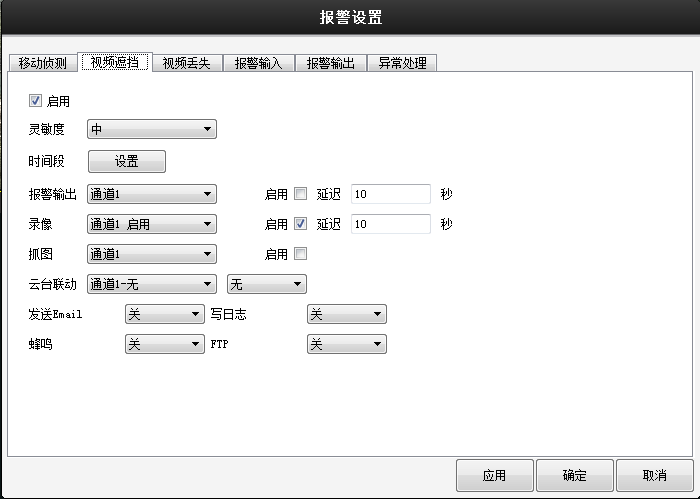 报警设置
移动侦测 视频遮挡 视频丢失 报警输入 报警输出 异常处理
启用
灵敏度 中
时间段 设置
报警输出 通道1 启用 延迟 10 秒
录像 通道1 启用 启用 延迟 10 秒
抓图 通道1 启用
云台联动 通道1-无 无
发送Email 关 写日志 关
蜂鸣 关 FTP 关
应用 确定 取消